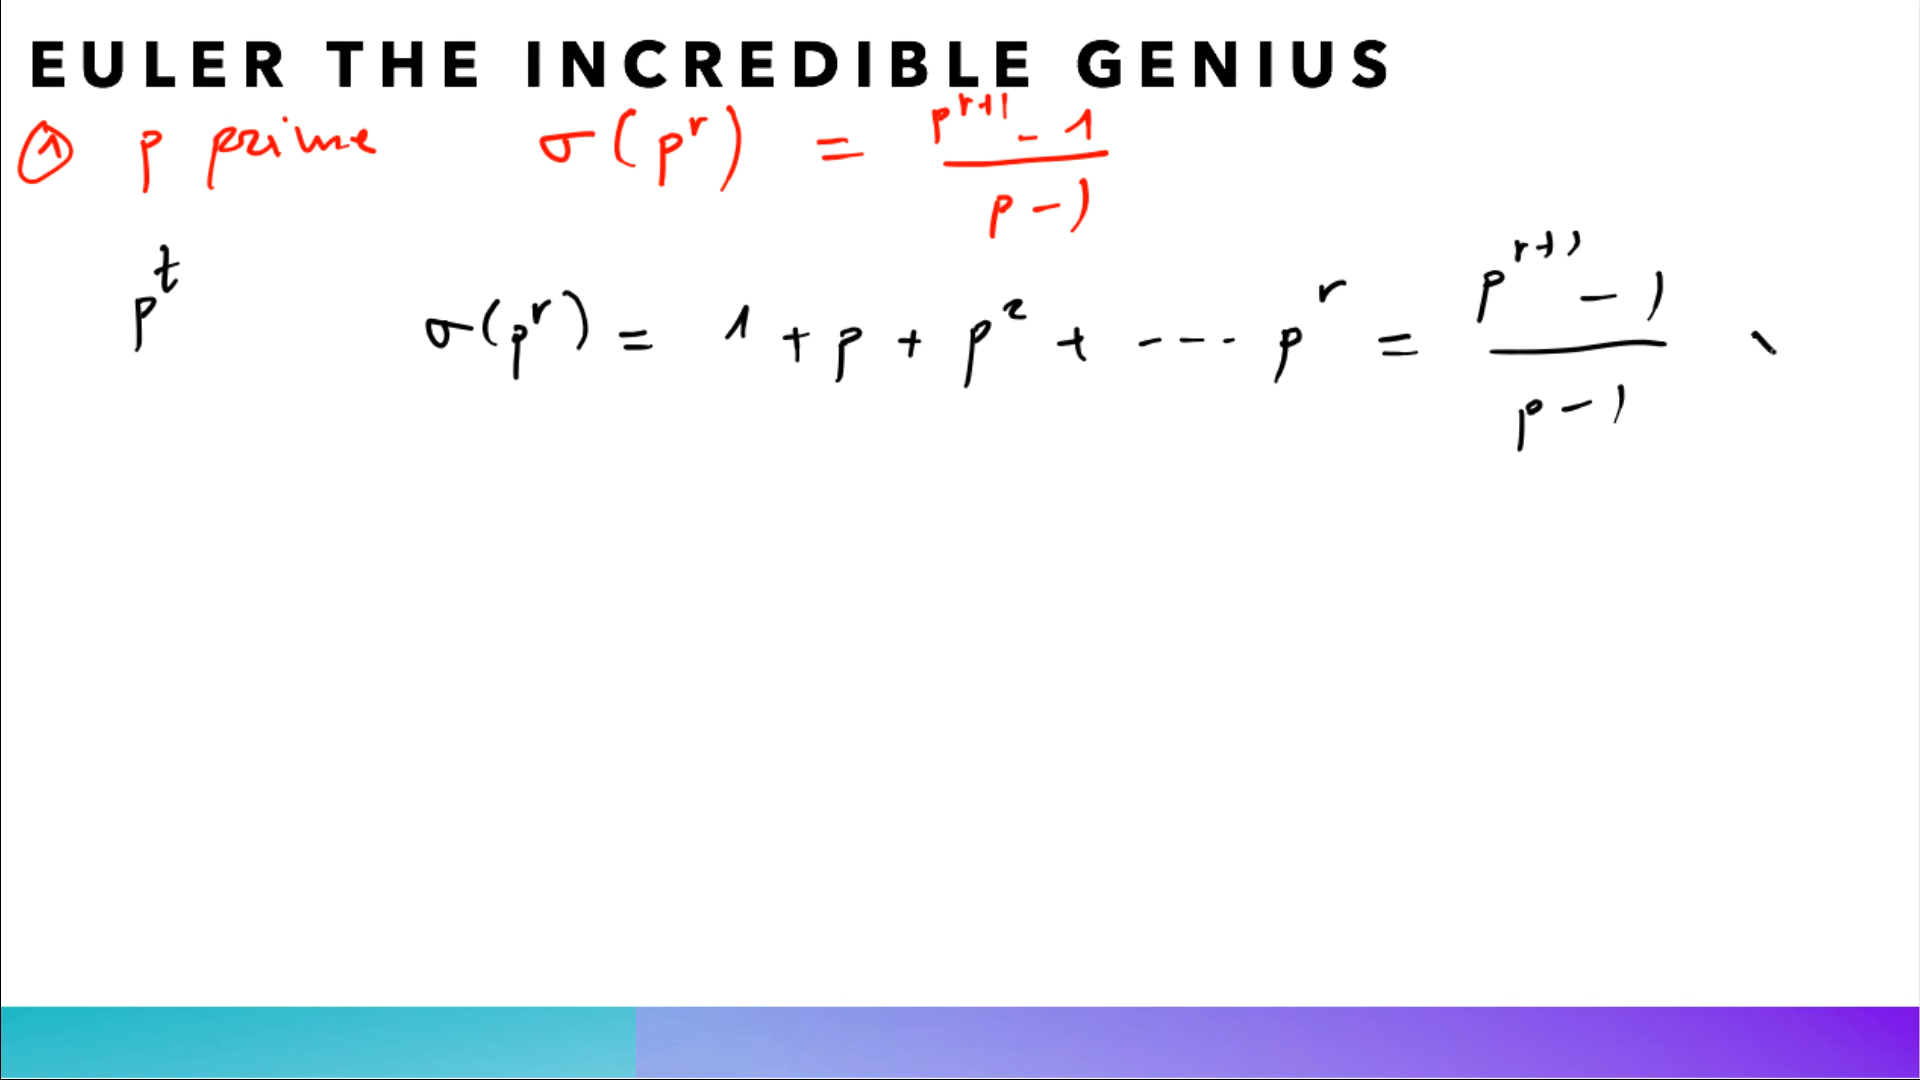 EULER THE INCREDIBLE GENIUS
① p prime σ(p^r) = (p^{r+1} - 1)/(p - 1)
p^t
σ(p^r) = 1 + p + p^2 + ---- p^r = (p^{r+1} - 1)/(p - 1)